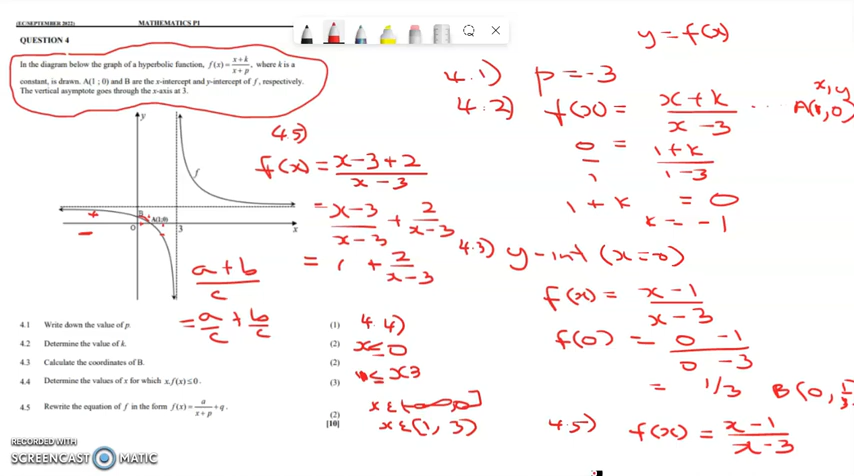 (EC/SEPTEMBER 2022)
MATHEMATICS P1
QUESTION 4
In the diagram below the graph of a hyperbolic function, f(x) = (x+k)/(x+p), where k is a
constant, is drawn. A(1 ; 0) and B are the x-intercept and y-intercept of f, respectively.
The vertical asymptote goes through the x-axis at 3.
y
f
B
A(1;0)
O
3
x
+
−
(a+b)/c
= a/c + b/c
4.1 Write down the value of p. (1)
4.2 Determine the value of k. (2)
4.3 Calculate the coordinates of B. (2)
4.4 Determine the values of x for which x.f(x) ≤ 0. (3)
4.5 Rewrite the equation of f in the form f(x) = a/(x+p) + q. (2)
[10]
4.5)
f(x) = (x−3+2)/(x−3)
= (x−3)/(x−3) + 2/(x−3)
= 1 + 2/(x−3)
4.4)
x ≤ 0
≤ x
x ∈ (−∞, 0]
x ∈ [1, 3)
y = f(x)
4.1) p = −3
4.2) f(x) = (x+k)/(x−3) ... A(1,0)
x, y
0/1 = (1+k)/(1−3)
1 + k = 0
k = −1
4.3) y-int (x=0)
f(x) = (x−1)/(x−3)
f(0) = (0−1)/(0−3)
= 1/3
B(0, 1/3
4.5) f(x) = (x−1)/(x−3)
RECORDED WITH
SCREENCAST MATIC